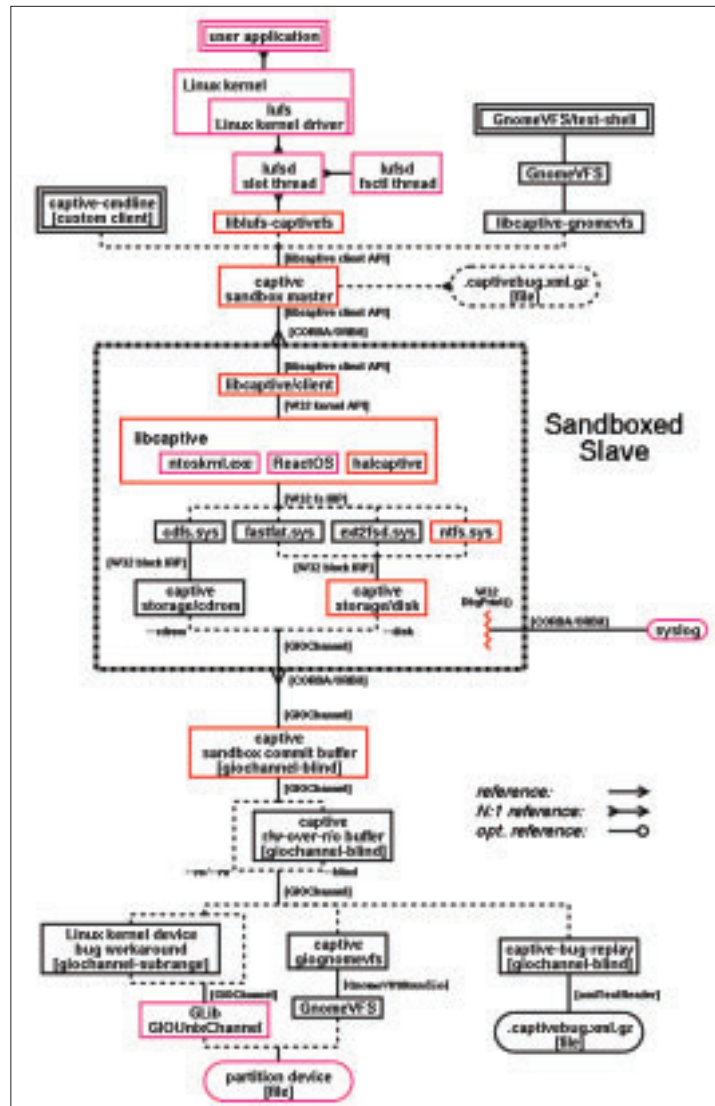 user application
Linux kernel
lufs
Linux kernel driver
GnomeVFS/test-shell
lufsd
slot thread
lufsd
fsctl thread
GnomeVFS
captive-cmdline
[custom client]
liblufs-captivefs
libcaptive-gnomevfs
[libcaptive client API]
captive
sandbox master
.captivebug.xml.gz
[file]
[libcaptive client API]
[CORBA/ORBit]
[libcaptive client API]
libcaptive/client
[W32 kernel API]
Sandboxed
Slave
libcaptive
ntoskrnl.exe
ReactOS
halcaptive
[W32 fs IRP]
cdfs.sys
fastfat.sys
ext2fsd.sys
ntfs.sys
[W32 block IRP]
[W32 block IRP]
captive
storage/cdrom
captive
storage/disk
W32
DbgPrint()
--cdrom
--disk
[CORBA/ORBit]
syslog
[GIOChannel]
[CORBA/ORBit]
[GIOChannel]
captive
sandbox commit buffer
[giochannel-blind]
[GIOChannel]
reference:
N:1 reference:
opt. reference:
captive
r/w-over-r/o buffer
[giochannel-blind]
--blind
[GIOChannel]
Linux kernel device
bug workaround
[giochannel-subrange]
captive
giognomevfs
captive-bug-replay
[giochannel-blind]
[GIOChannel]
[xmlTextReader]
GLib
GIOUnixChannel
GnomeVFS
.captivebug.xml.gz
[file]
partition device
[file]